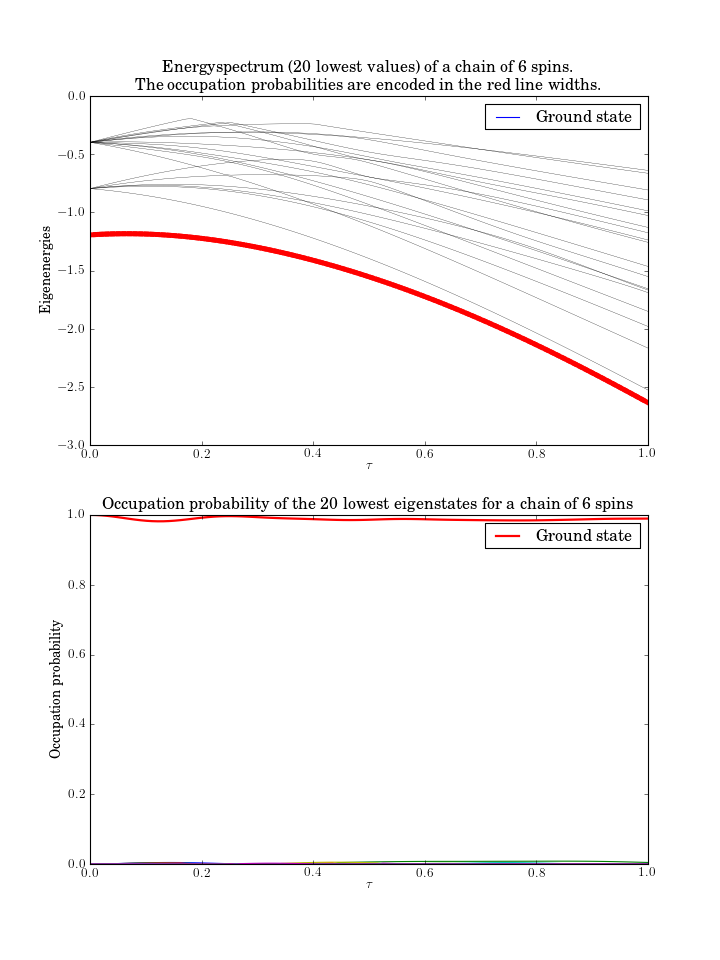 Energyspectrum (20 lowest values) of a chain of 6 spins.
The occupation probabilities are encoded in the red line widths.
0.0
−0.5
−1.0
−1.5
−2.0
−2.5
−3.0
Eigenenergies
Ground state
0.0 0.2 0.4 0.6 0.8 1.0
τ
Occupation probability of the 20 lowest eigenstates for a chain of 6 spins
1.0
0.8
0.6
0.4
0.2
0.0
Occupation probability
Ground state
0.0 0.2 0.4 0.6 0.8 1.0
τ